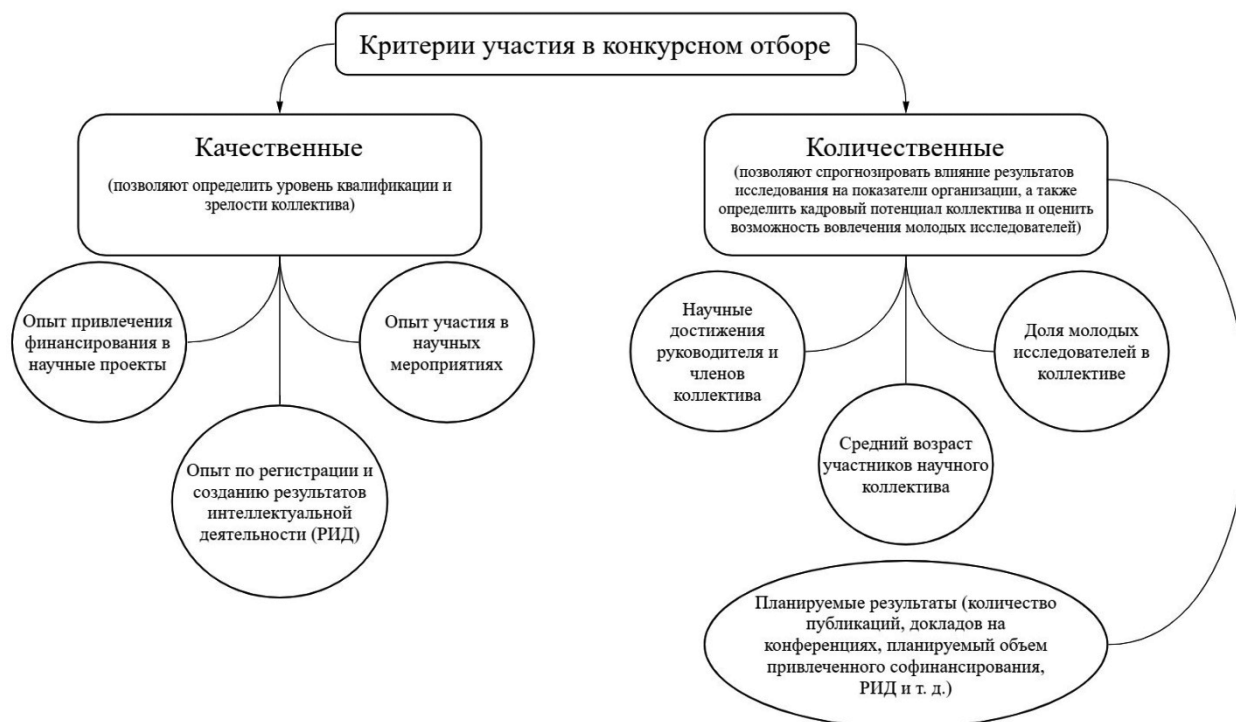 Критерии участия в конкурсном отборе
Качественные
(позволяют определить уровень квалификации и
зрелости коллектива)
Опыт привлечения
финансирования в
научные проекты
Опыт по регистрации и
созданию результатов
интеллектуальной
деятельности (РИД)
Опыт участия в
научных
мероприятиях
Количественные
(позволяют спрогнозировать влияние результатов
исследования на показатели организации, а также
определить кадровый потенциал коллектива и оценить
возможность вовлечения молодых исследователей)
Научные
достижения
руководителя и
членов
коллектива
Средний возраст
участников научного
коллектива
Доля молодых
исследователей в
коллективе
Планируемые результаты (количество
публикаций, докладов на
конференциях, планируемый объем
привлеченного софинансирования,
РИД и т. д.)